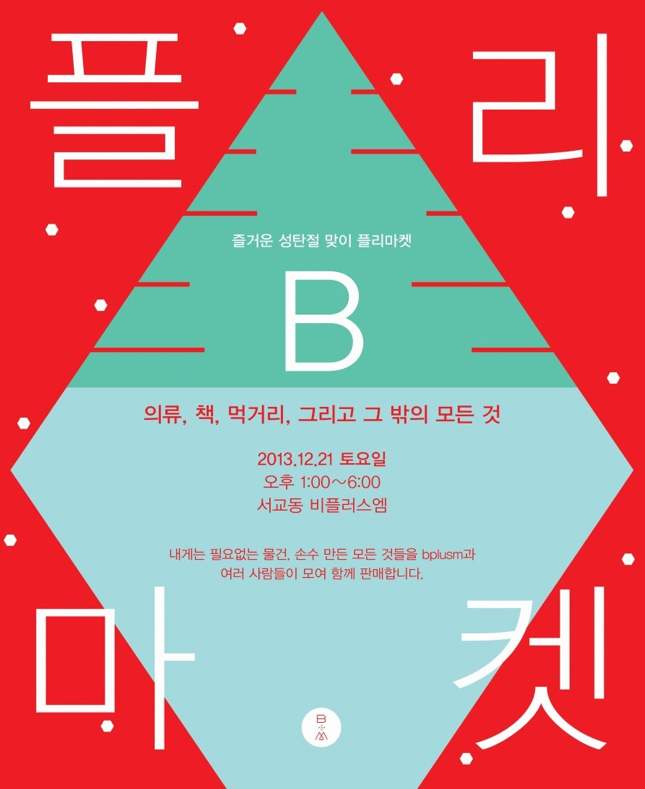 플리
즐거운 성탄절 맞이 플리마켓
B
의류, 책, 먹거리, 그리고 그 밖의 모든 것
2013.12.21 토요일
오후 1:00~6:00
서교동 비플러스엠
내게는 필요없는 물건, 손수 만든 모든 것들을 bplusm과
여러 사람들이 모여 함께 판매합니다.
마켓
B
+
M